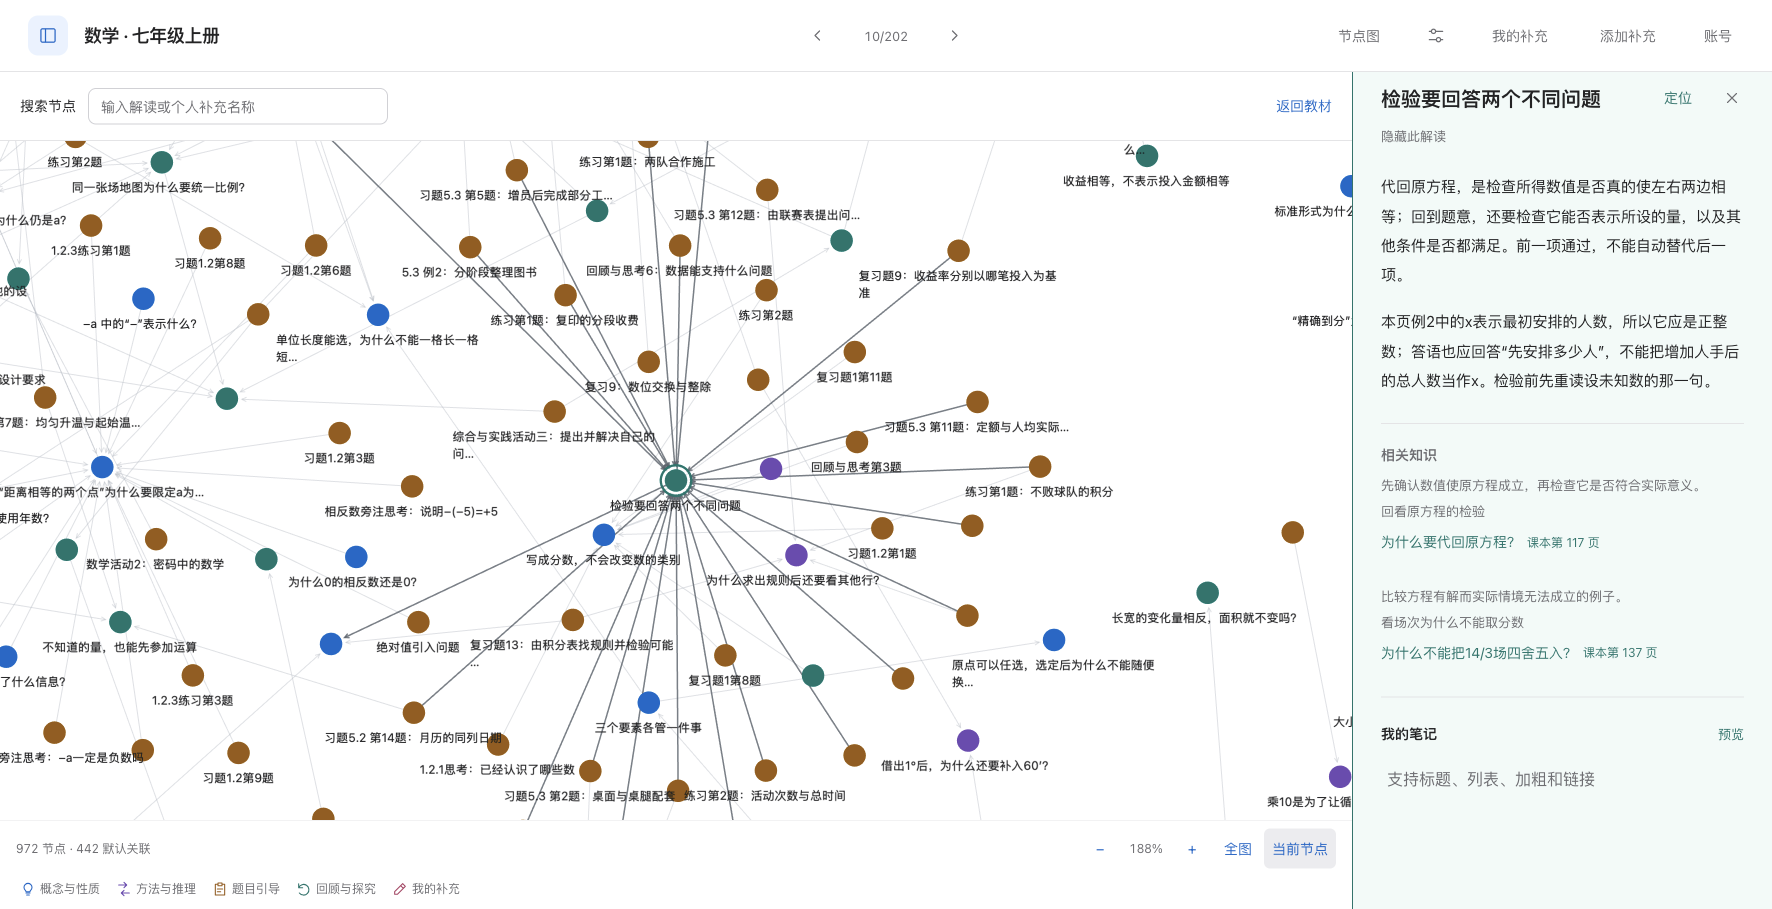 数学 · 七年级上册
10/202
节点图
我的补充
添加补充
账号
搜索节点
输入解读或个人补充名称
返回教材
练习第2题
同一张场地图为什么要统一比例?
为什么仍是a?
1.2.3练习第1题
习题1.2第8题
习题1.2第6题
的设
–a 中的“–”表示什么?
单位长度能选，为什么不能一格长一格
短...
设计要求
第7题：均匀升温与起始温...
习题1.2第3题
“距离相等的两个点”为什么要限定a为...
相反数旁注思考：说明–(–5)=+5
使用年数?
数学活动2：密码中的数学
为什么0的相反数还是0?
不知道的量，也能先参加运算
绝对值引入问题
了什么信息?
1.2.3练习第3题
旁注思考：–a一定是负数吗
习题1.2第9题
练习第1题：两队合作施工
习题5.3 第5题：增员后完成部分工...
习题5.3 第12题：由联赛表提出问...
5.3 例2：分阶段整理图书
回顾与思考6：数据能支持什么问题
复习题9：收益率分别以哪笔投入为基
准
练习第1题：复印的分段收费
练习第2题
复习9：数位交换与整除
复习题1第11题
综合与实践活动三：提出并解决自己的
问...
习题5.3 第11题：定额与人均实际...
回顾与思考第3题
练习第1题：不败球队的积分
检验要回答两个不同问题
写成分数，不会改变数的类别
习题1.2第1题
为什么求出规则后还要看其他行?
复习题13：由积分表找规则并检验可能
...
复习题1第8题
原点可以任选，选定后为什么不能随便
换...
三个要素各管一件事
习题5.2 第14题：月历的同列日期
1.2.1思考：已经认识了哪些数
借出1°后，为什么还要补入60′?
习题5.3 第2题：桌面与桌腿配套
练习第2题：活动次数与总时间
么...
收益相等，不表示投入金额相等
标准形式为什么
“精确到分”
长宽的变化量相反，面积就不变吗?
大小
乘10是为了让循
972 节点 · 442 默认关联
− 188% +
全图
当前节点
概念与性质
方法与推理
题目引导
回顾与探究
我的补充
检验要回答两个不同问题
定位
隐藏此解读
代回原方程，是检查所得数值是否真的使左右两边相
等；回到题意，还要检查它能否表示所设的量，以及其
他条件是否都满足。前一项通过，不能自动替代后一
项。
本页例2中的x表示最初安排的人数，所以它应是正整
数；答语也应回答“先安排多少人”，不能把增加人手后
的总人数当作x。检验前先重读设未知数的那一句。
相关知识
先确认数值使原方程成立，再检查它是否符合实际意义。
回看原方程的检验
为什么要代回原方程? 课本第 117 页
比较方程有解而实际情境无法成立的例子。
看场次为什么不能取分数
为什么不能把14/3场四舍五入? 课本第 137 页
我的笔记
预览
支持标题、列表、加粗和链接